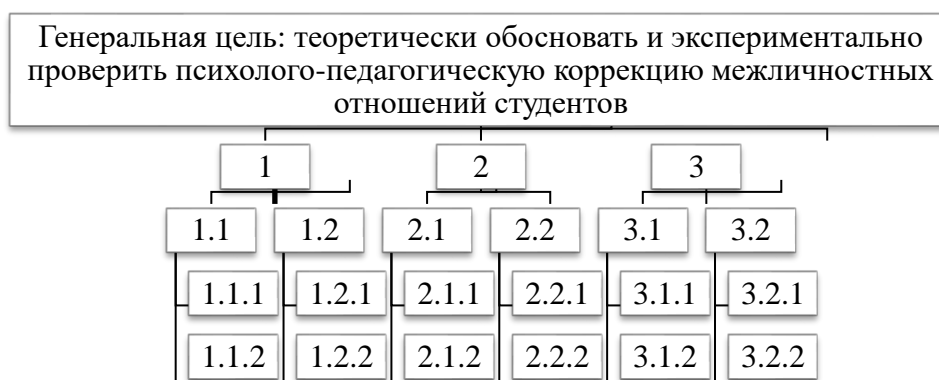 Генеральная цель: теоретически обосновать и экспериментально
проверить психолого-педагогическую коррекцию межличностных
отношений студентов
1 2 3
1.1 1.2 2.1 2.2 3.1 3.2
1.1.1 1.2.1 2.1.1 2.2.1 3.1.1 3.2.1
1.1.2 1.2.2 2.1.2 2.2.2 3.1.2 3.2.2